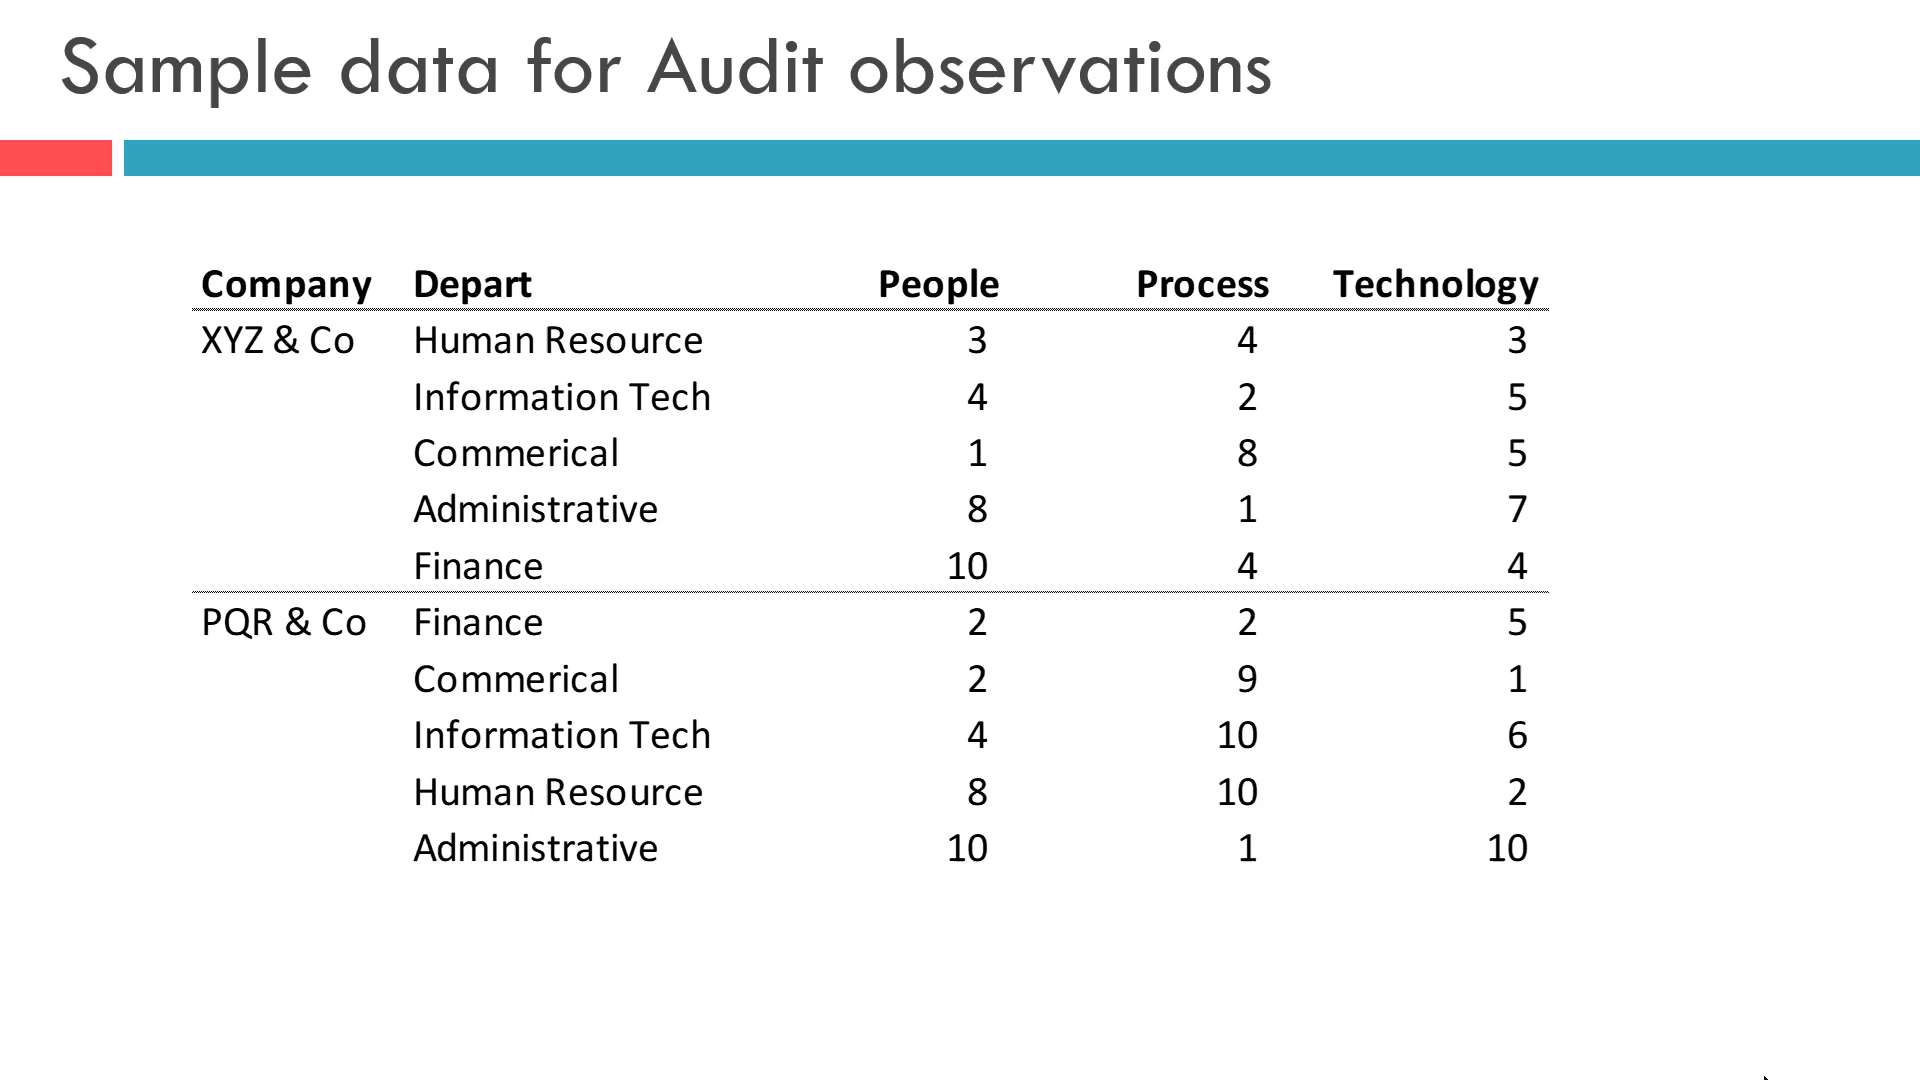 Sample data for Audit observations
Company Depart People Process Technology
XYZ & Co Human Resource 3 4 3
Information Tech 4 2 5
Commerical 1 8 5
Administrative 8 1 7
Finance 10 4 4
PQR & Co Finance 2 2 5
Commerical 2 9 1
Information Tech 4 10 6
Human Resource 8 10 2
Administrative 10 1 10